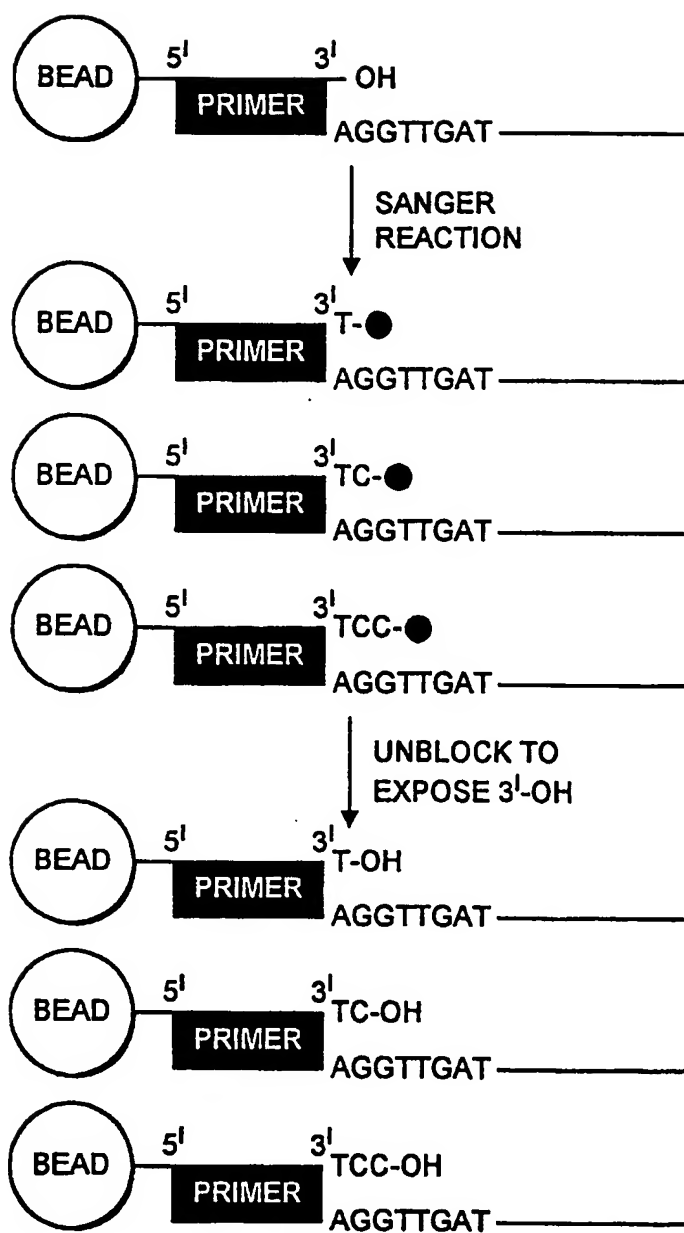 5' 3'
BEAD OH
PRIMER
AGGTTGAT
SANGER
REACTION
5' 3'
BEAD T-
PRIMER
AGGTTGAT
5' 3'
BEAD TC-
PRIMER
AGGTTGAT
5' 3'
BEAD TCC-
PRIMER
AGGTTGAT
UNBLOCK TO
EXPOSE 3'-OH
5' 3'
BEAD T-OH
PRIMER
AGGTTGAT
5' 3'
BEAD TC-OH
PRIMER
AGGTTGAT
5' 3'
BEAD TCC-OH
PRIMER
AGGTTGAT